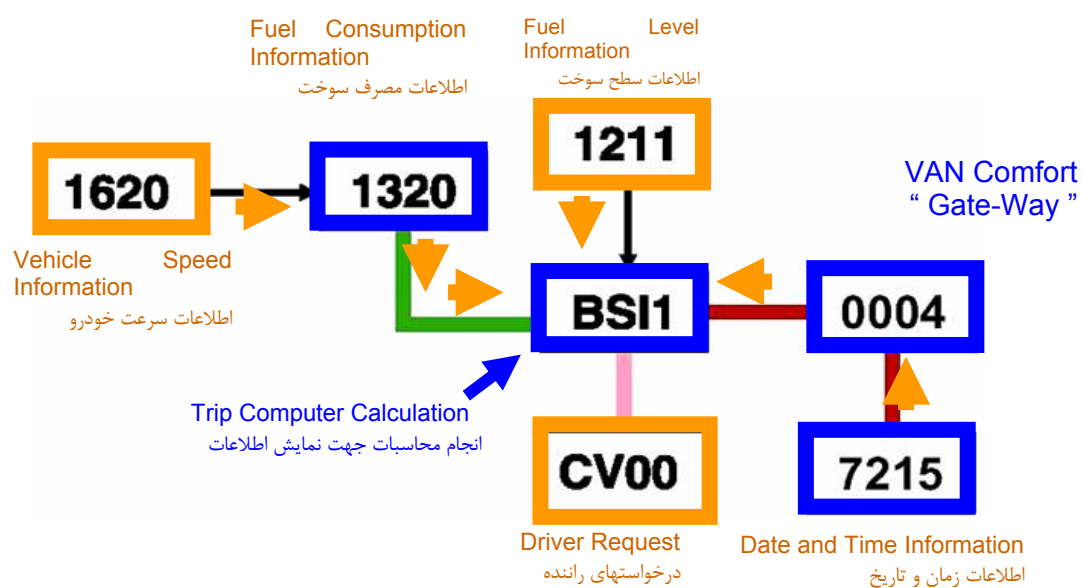 Fuel Consumption
Information
اطلاعات مصرف سوخت
Fuel Level
Information
اطلاعات سطح سوخت
1211
VAN Comfort
“ Gate-Way ”
1620
1320
Vehicle Speed
Information
اطلاعات سرعت خودرو
BSI1
0004
Trip Computer Calculation
انجام محاسبات جهت نمایش اطلاعات
CV00
7215
Driver Request
درخواستهای راننده
Date and Time Information
اطلاعات زمان و تاریخ